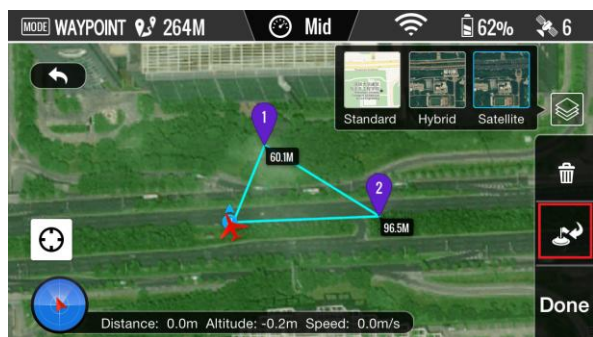 MODE WAYPOINT 264M Mid 62% 6
Standard Hybrid Satellite
1
60.1M
2
96.5M
Done
Distance: 0.0m Altitude: -0.2m Speed: 0.0m/s